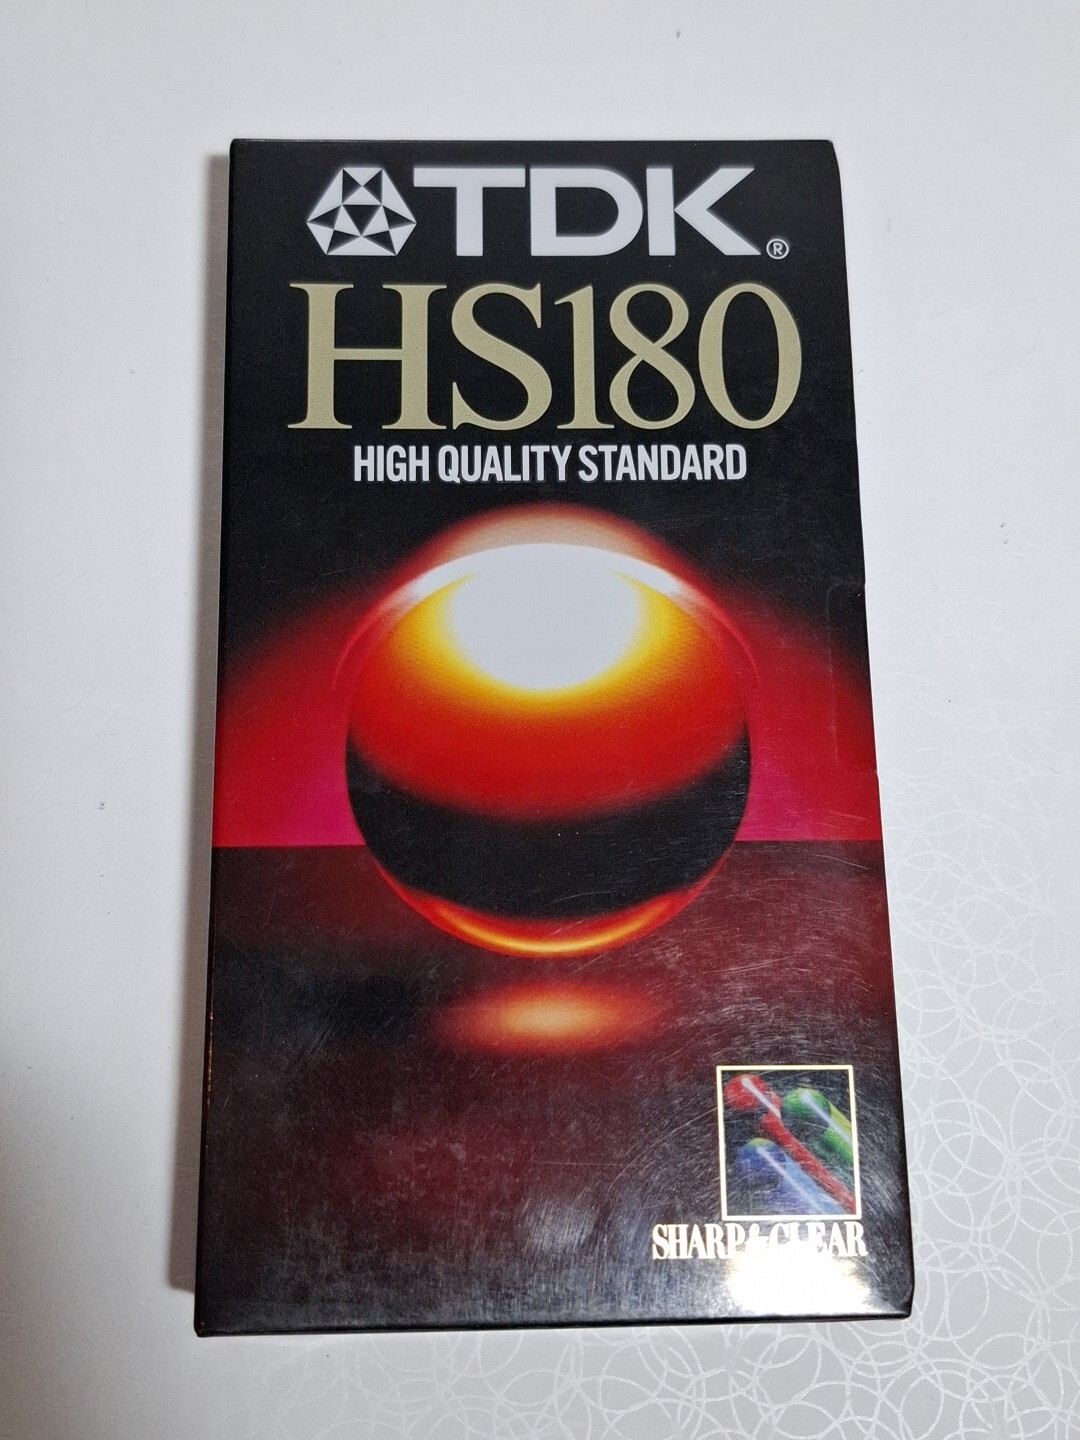 TDK®
HS180
HIGH QUALITY STANDARD
SHARP & CLEAR